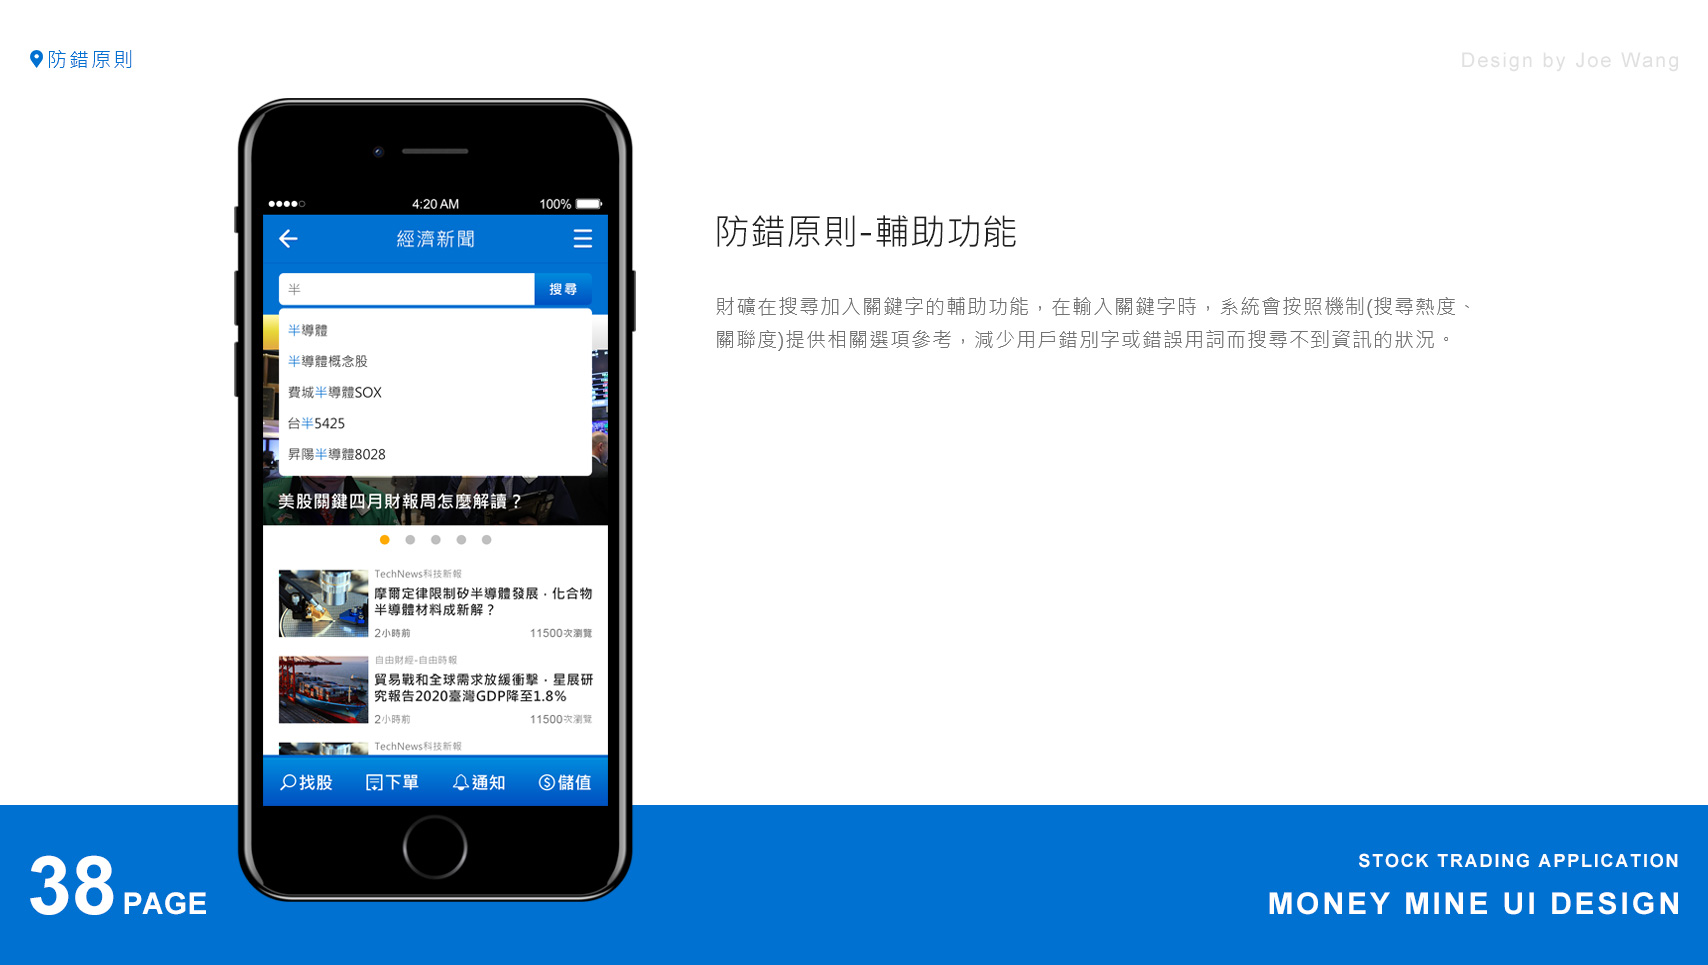 防錯原則
Design by Joe Wang
4:20 AM
100%
經濟新聞
半
搜尋
半導體
半導體概念股
費城半導體SOX
台半5425
昇陽半導體8028
美股關鍵四月財報周怎麼解讀？
TechNews科技新報
摩爾定律限制矽半導體發展，化合物
半導體材料成新解？
2小時前
11500次瀏覽
自由財經-自由時報
貿易戰和全球需求放緩衝擊，星展研
究報告2020臺灣GDP降至1.8%
2小時前
11500次瀏覽
TechNews科技新報
找股
下單
通知
儲值
防錯原則-輔助功能
財礦在搜尋加入關鍵字的輔助功能，在輸入關鍵字時，系統會按照機制(搜尋熱度、
關聯度)提供相關選項參考，減少用戶錯別字或錯誤用詞而搜尋不到資訊的狀況。
38 PAGE
STOCK TRADING APPLICATION
MONEY MINE UI DESIGN